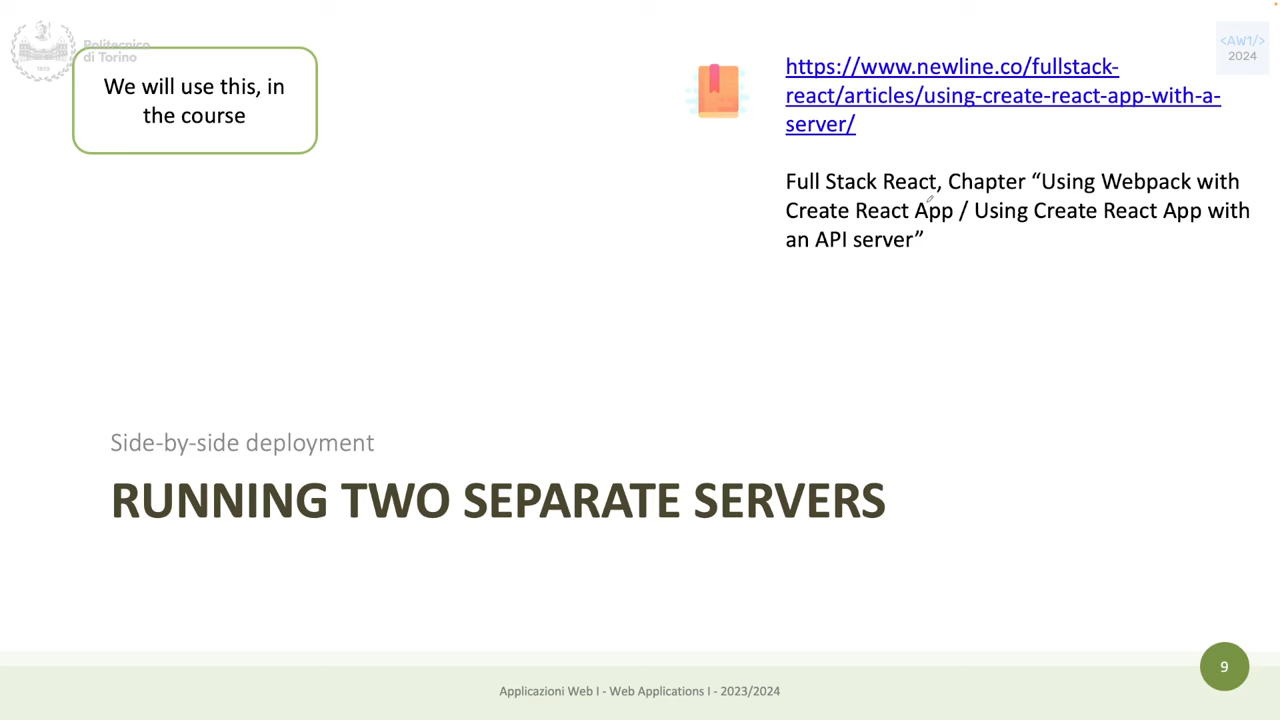 Politecnico
di Torino
1859
We will use this, in
the course
https://www.newline.co/fullstack-
react/articles/using-create-react-app-with-a-
server/
<AW1/>
2024
Full Stack React, Chapter “Using Webpack with
Create React App / Using Create React App with
an API server”
Side-by-side deployment
RUNNING TWO SEPARATE SERVERS
9
Applicazioni Web I - Web Applications I - 2023/2024